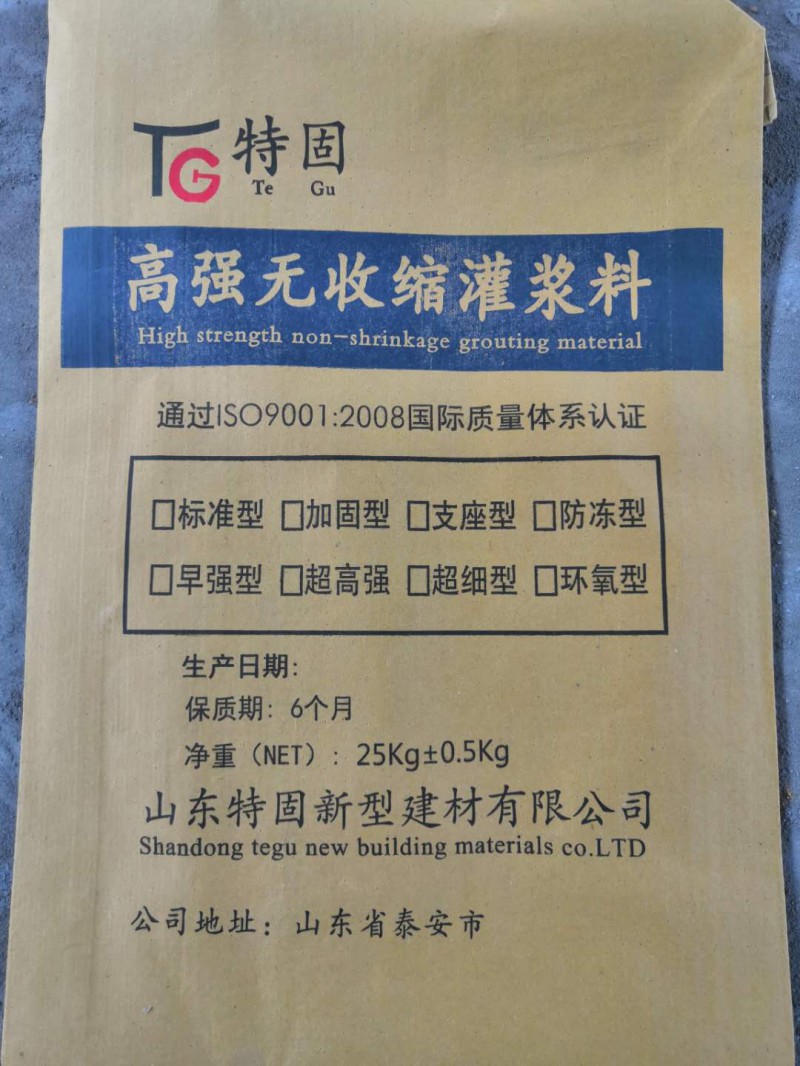 TG 特固
Te Gu
高强无收缩灌浆料
High strength non-shrinkage grouting material
通过ISO9001:2008国际质量体系认证
□标准型 □加固型 □支座型 □防冻型
□早强型 □超高强 □超细型 □环氧型
生产日期:
保质期: 6个月
净重（NET）: 25Kg±0.5Kg
山东特固新型建材有限公司
Shandong tegu new building materials co.LTD
公司地址: 山东省泰安市